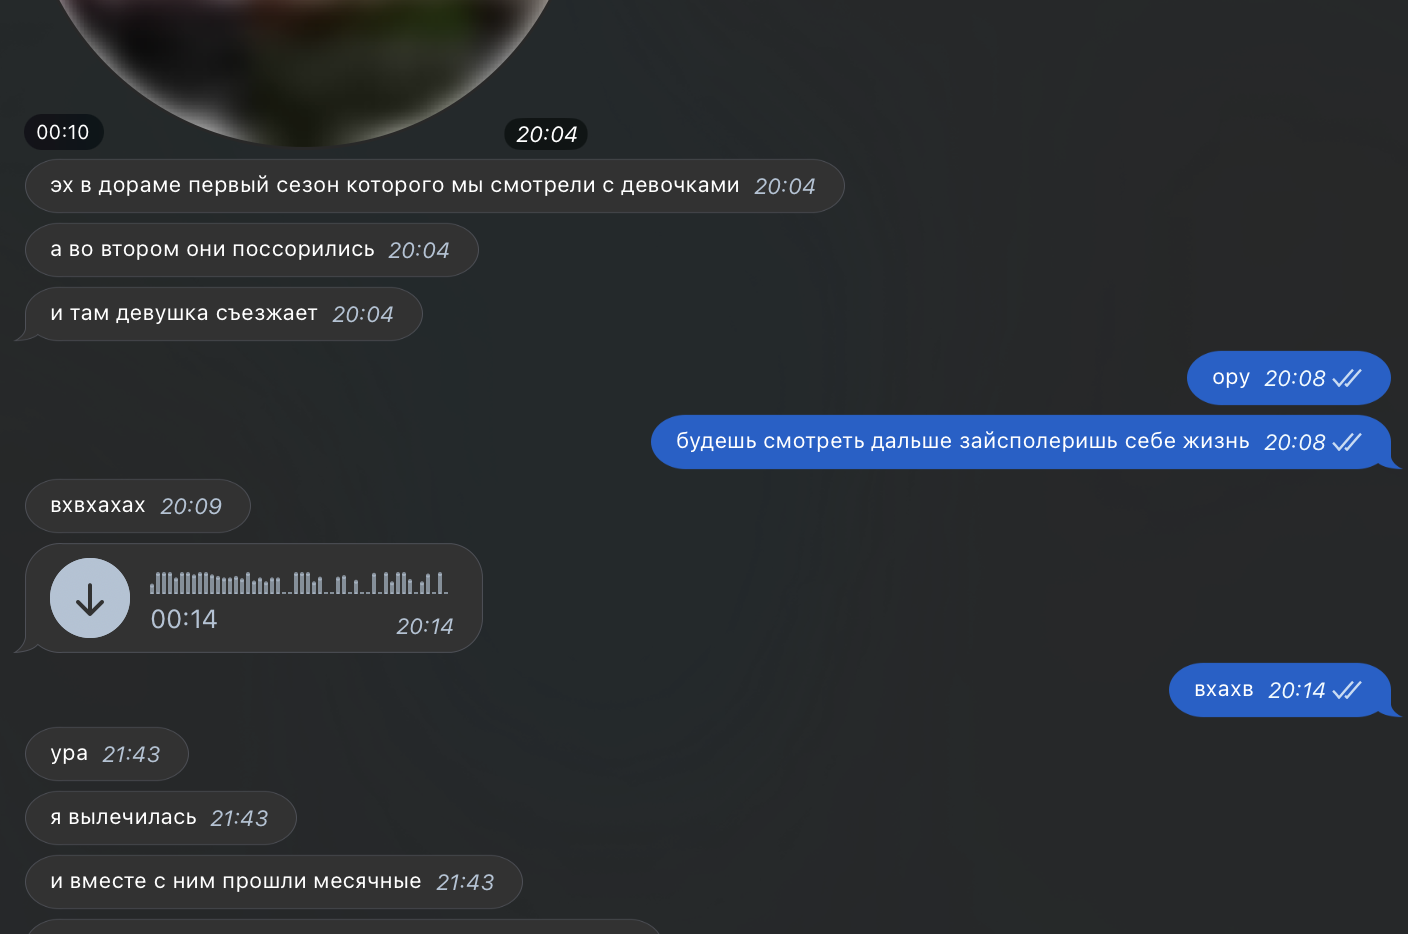 00:10 20:04
эх в дораме первый сезон которого мы смотрели с девочками 20:04
а во втором они поссорились 20:04
и там девушка съезжает 20:04
ору 20:08
будешь смотреть дальше зайсполеришь себе жизнь 20:08
вхвхахах 20:09
00:14 20:14
вхахв 20:14
ура 21:43
я вылечилась 21:43
и вместе с ним прошли месячные 21:43